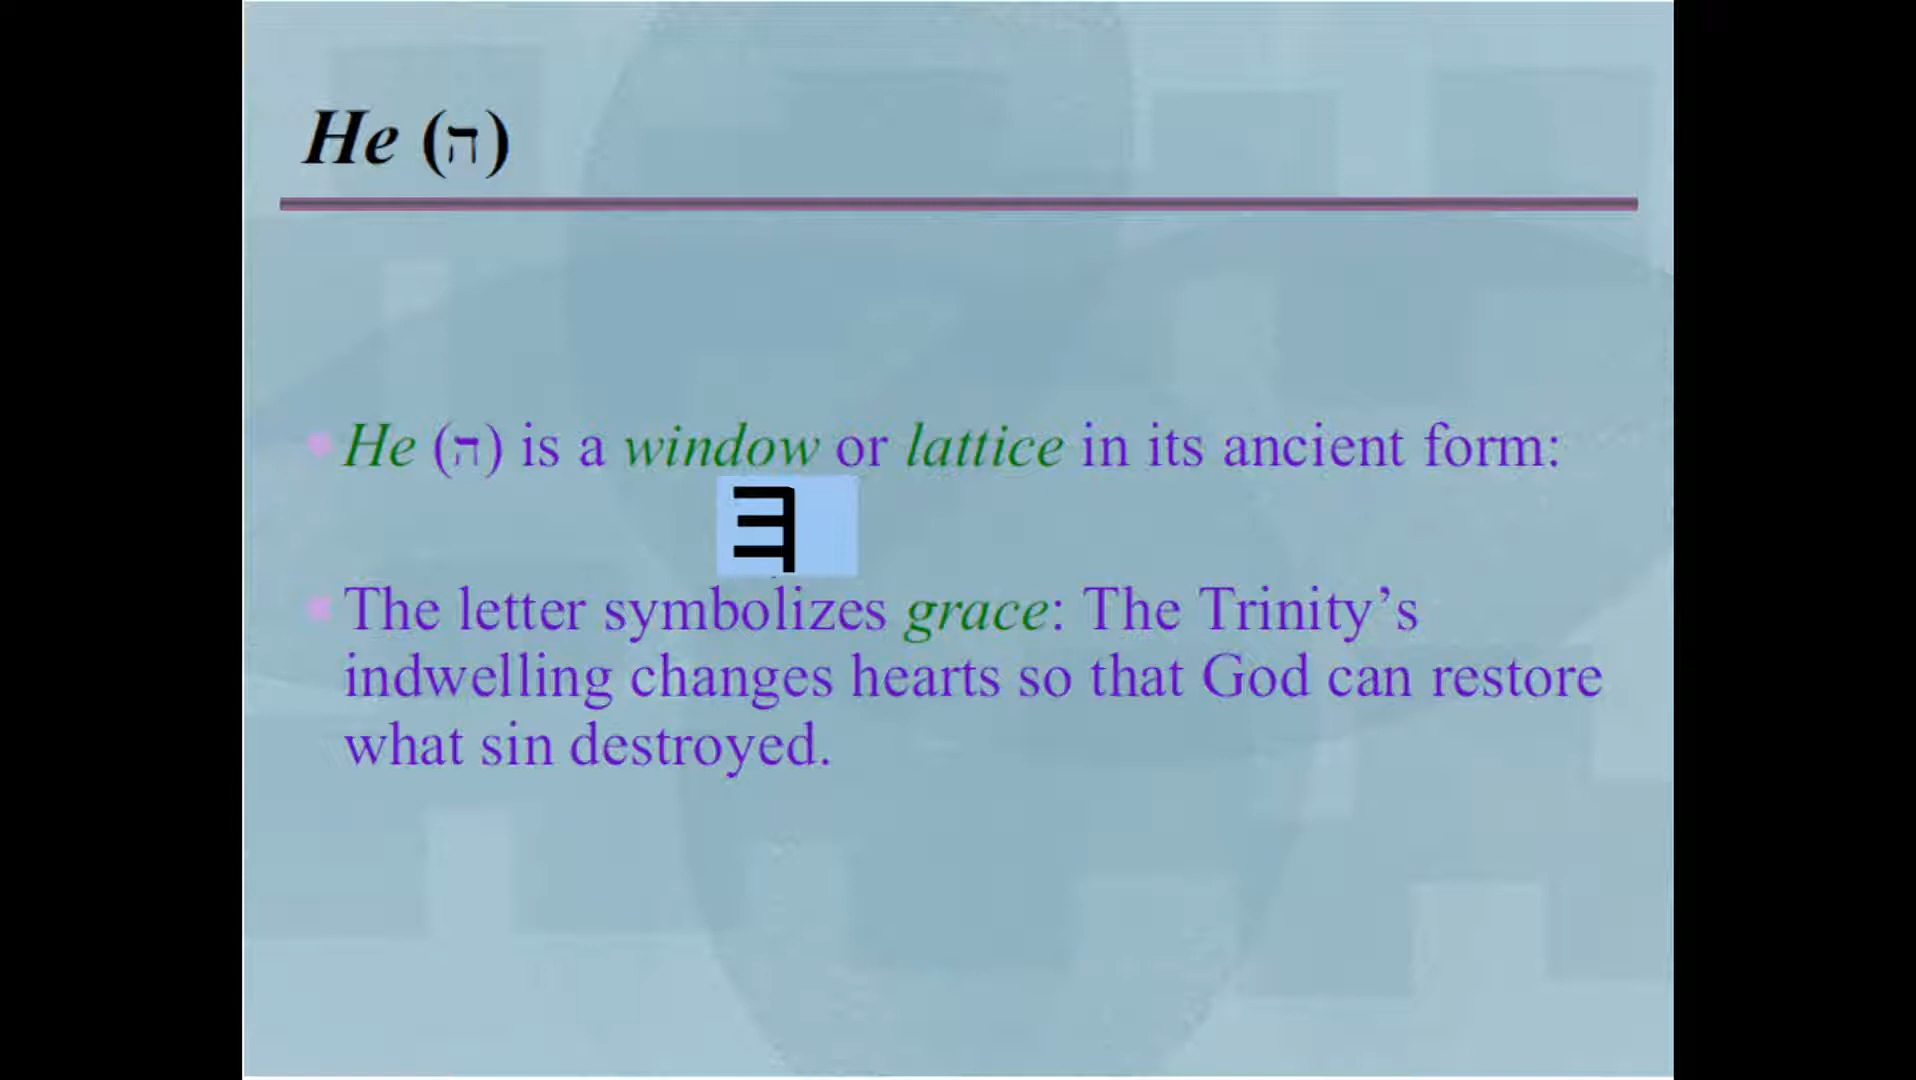 He (ה)
He (ה) is a window or lattice in its ancient form:
𐤄
The letter symbolizes grace: The Trinity’s
indwelling changes hearts so that God can restore
what sin destroyed.